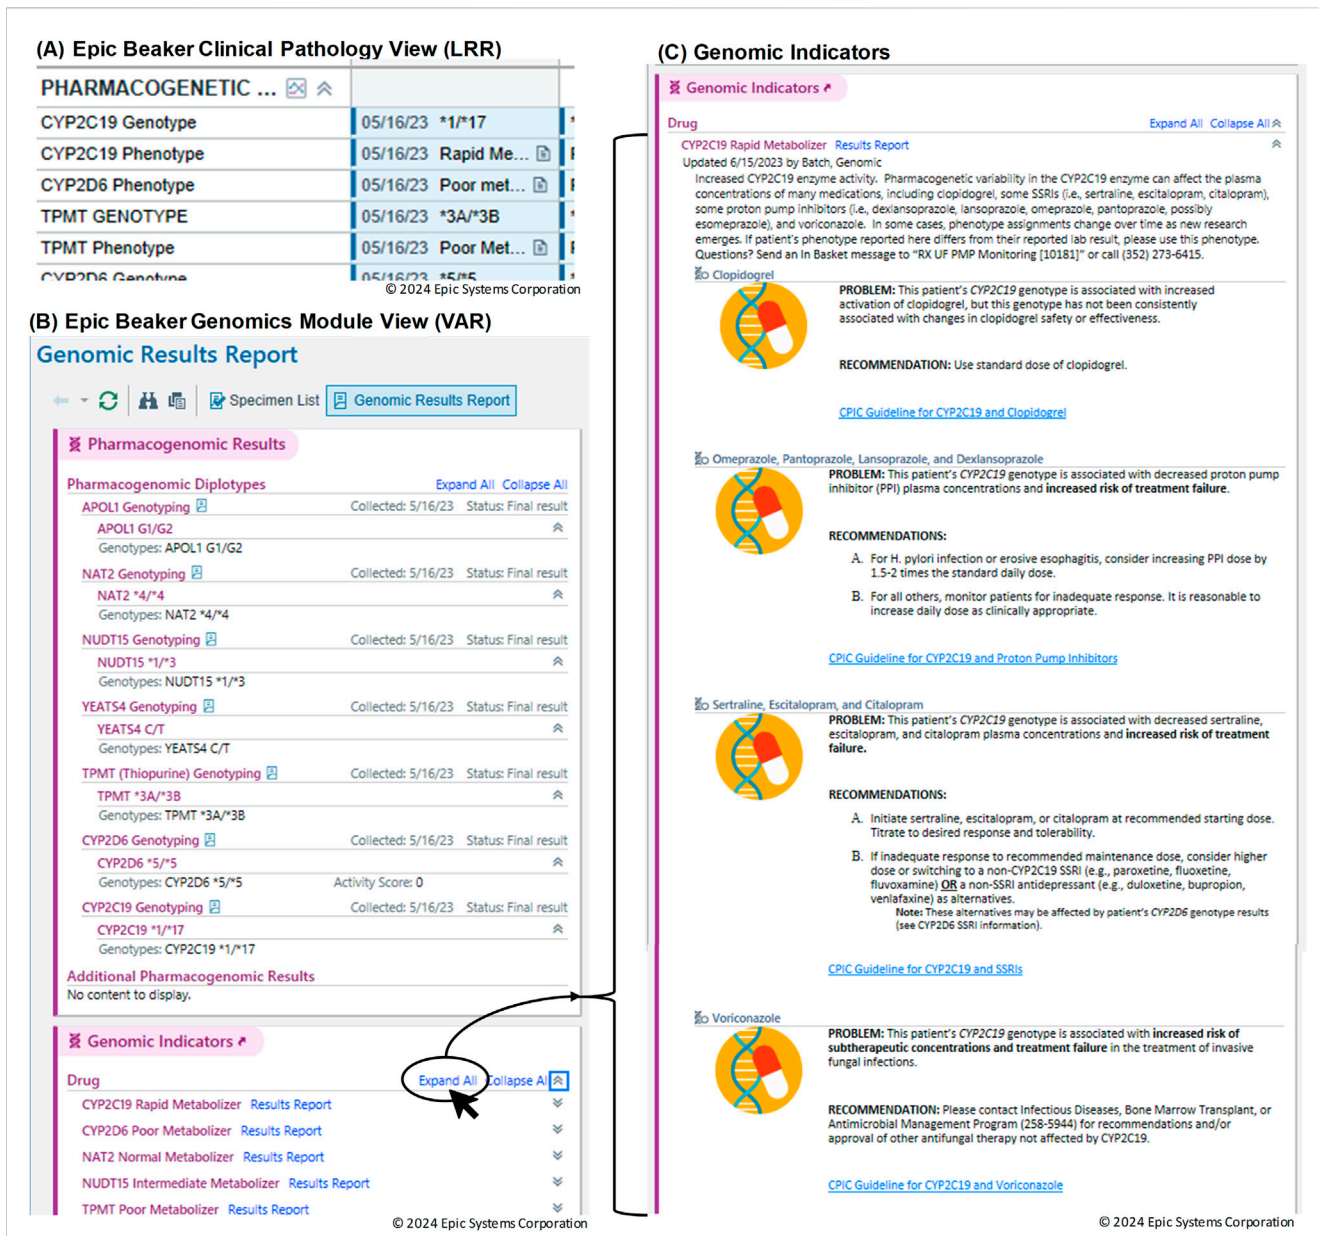 (A) Epic Beaker Clinical Pathology View (LRR)
PHARMACOGENETIC ...
CYP2C19 Genotype 05/16/23 *1/*17
CYP2C19 Phenotype 05/16/23 Rapid Me...
CYP2D6 Phenotype 05/16/23 Poor met...
TPMT GENOTYPE 05/16/23 *3A/*3B
TPMT Phenotype 05/16/23 Poor Met...
CYP2D6 Genotype 05/16/23 *5/*5
© 2024 Epic Systems Corporation
(B) Epic Beaker Genomics Module View (VAR)
Genomic Results Report
Specimen List Genomic Results Report
Pharmacogenomic Results
Pharmacogenomic Diplotypes Expand All Collapse All
APOL1 Genotyping Collected: 5/16/23 Status: Final result
APOL1 G1/G2
Genotypes: APOL1 G1/G2
NAT2 Genotyping Collected: 5/16/23 Status: Final result
NAT2 *4/*4
Genotypes: NAT2 *4/*4
NUDT15 Genotyping Collected: 5/16/23 Status: Final result
NUDT15 *1/*3
Genotypes: NUDT15 *1/*3
YEATS4 Genotyping Collected: 5/16/23 Status: Final result
YEATS4 C/T
Genotypes: YEATS4 C/T
TPMT (Thiopurine) Genotyping Collected: 5/16/23 Status: Final result
TPMT *3A/*3B
Genotypes: TPMT *3A/*3B
CYP2D6 Genotyping Collected: 5/16/23 Status: Final result
CYP2D6 *5/*5
Genotypes: CYP2D6 *5/*5 Activity Score: 0
CYP2C19 Genotyping Collected: 5/16/23 Status: Final result
CYP2C19 *1/*17
Genotypes: CYP2C19 *1/*17
Additional Pharmacogenomic Results
No content to display.
Genomic Indicators
Drug Expand All Collapse All
CYP2C19 Rapid Metabolizer Results Report
CYP2D6 Poor Metabolizer Results Report
NAT2 Normal Metabolizer Results Report
NUDT15 Intermediate Metabolizer Results Report
TPMT Poor Metabolizer Results Report
© 2024 Epic Systems Corporation
(C) Genomic Indicators
Genomic Indicators
Drug Expand All Collapse All
CYP2C19 Rapid Metabolizer Results Report
Updated 6/15/2023 by Batch, Genomic
Increased CYP2C19 enzyme activity. Pharmacogenetic variability in the CYP2C19 enzyme can affect the plasma
concentrations of many medications, including clopidogrel, some SSRIs (i.e., sertraline, escitalopram, citalopram),
some proton pump inhibitors (i.e., dexlansoprazole, lansoprazole, omeprazole, pantoprazole, possibly
esomeprazole), and voriconazole. In some cases, phenotype assignments change over time as new research
emerges. If patient's phenotype reported here differs from their reported lab result, please use this phenotype.
Questions? Send an In Basket message to "RX UF PMP Monitoring [10181]" or call (352) 273-6415.
Clopidogrel
PROBLEM: This patient's CYP2C19 genotype is associated with increased
activation of clopidogrel, but this genotype has not been consistently
associated with changes in clopidogrel safety or effectiveness.
RECOMMENDATION: Use standard dose of clopidogrel.
CPIC Guideline for CYP2C19 and Clopidogrel
Omeprazole, Pantoprazole, Lansoprazole, and Dexlansoprazole
PROBLEM: This patient's CYP2C19 genotype is associated with decreased proton pump
inhibitor (PPI) plasma concentrations and increased risk of treatment failure.
RECOMMENDATIONS:
A. For H. pylori infection or erosive esophagitis, consider increasing PPI dose by
1.5-2 times the standard daily dose.
B. For all others, monitor patients for inadequate response. It is reasonable to
increase daily dose as clinically appropriate.
CPIC Guideline for CYP2C19 and Proton Pump Inhibitors
Sertraline, Escitalopram, and Citalopram
PROBLEM: This patient's CYP2C19 genotype is associated with decreased sertraline,
escitalopram, and citalopram plasma concentrations and increased risk of treatment
failure.
RECOMMENDATIONS:
A. Initiate sertraline, escitalopram, or citalopram at recommended starting dose.
Titrate to desired response and tolerability.
B. If inadequate response to recommended maintenance dose, consider higher
dose or switching to a non-CYP2C19 SSRI (e.g., paroxetine, fluoxetine,
fluvoxamine) OR a non-SSRI antidepressant (e.g., duloxetine, bupropion,
venlafaxine) as alternatives.
Note: These alternatives may be affected by patient's CYP2D6 genotype results
(see CYP2D6 SSRI information).
CPIC Guideline for CYP2C19 and SSRIs
Voriconazole
PROBLEM: This patient's CYP2C19 genotype is associated with increased risk of
subtherapeutic concentrations and treatment failure in the treatment of invasive
fungal infections.
RECOMMENDATION: Please contact Infectious Diseases, Bone Marrow Transplant, or
Antimicrobial Management Program (258-5944) for recommendations and/or
approval of other antifungal therapy not affected by CYP2C19.
CPIC Guideline for CYP2C19 and Voriconazole
© 2024 Epic Systems Corporation